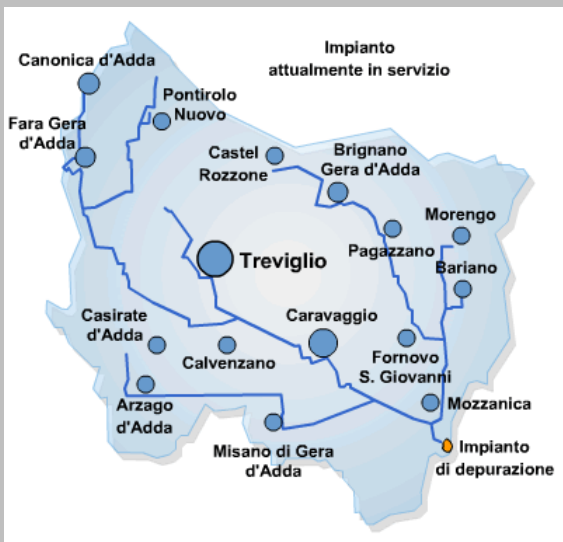 Impianto
attualmente in servizio
Canonica d'Adda
Pontirolo
Nuovo
Fara Gera
d'Adda
Castel
Rozzone
Brignano
Gera d'Adda
Morengo
Pagazzano
Bariano
Treviglio
Casirate
d'Adda
Calvenzano
Caravaggio
Fornovo
S. Giovanni
Arzago
d'Adda
Mozzanica
Misano di Gera
d'Adda
Impianto
di depurazione